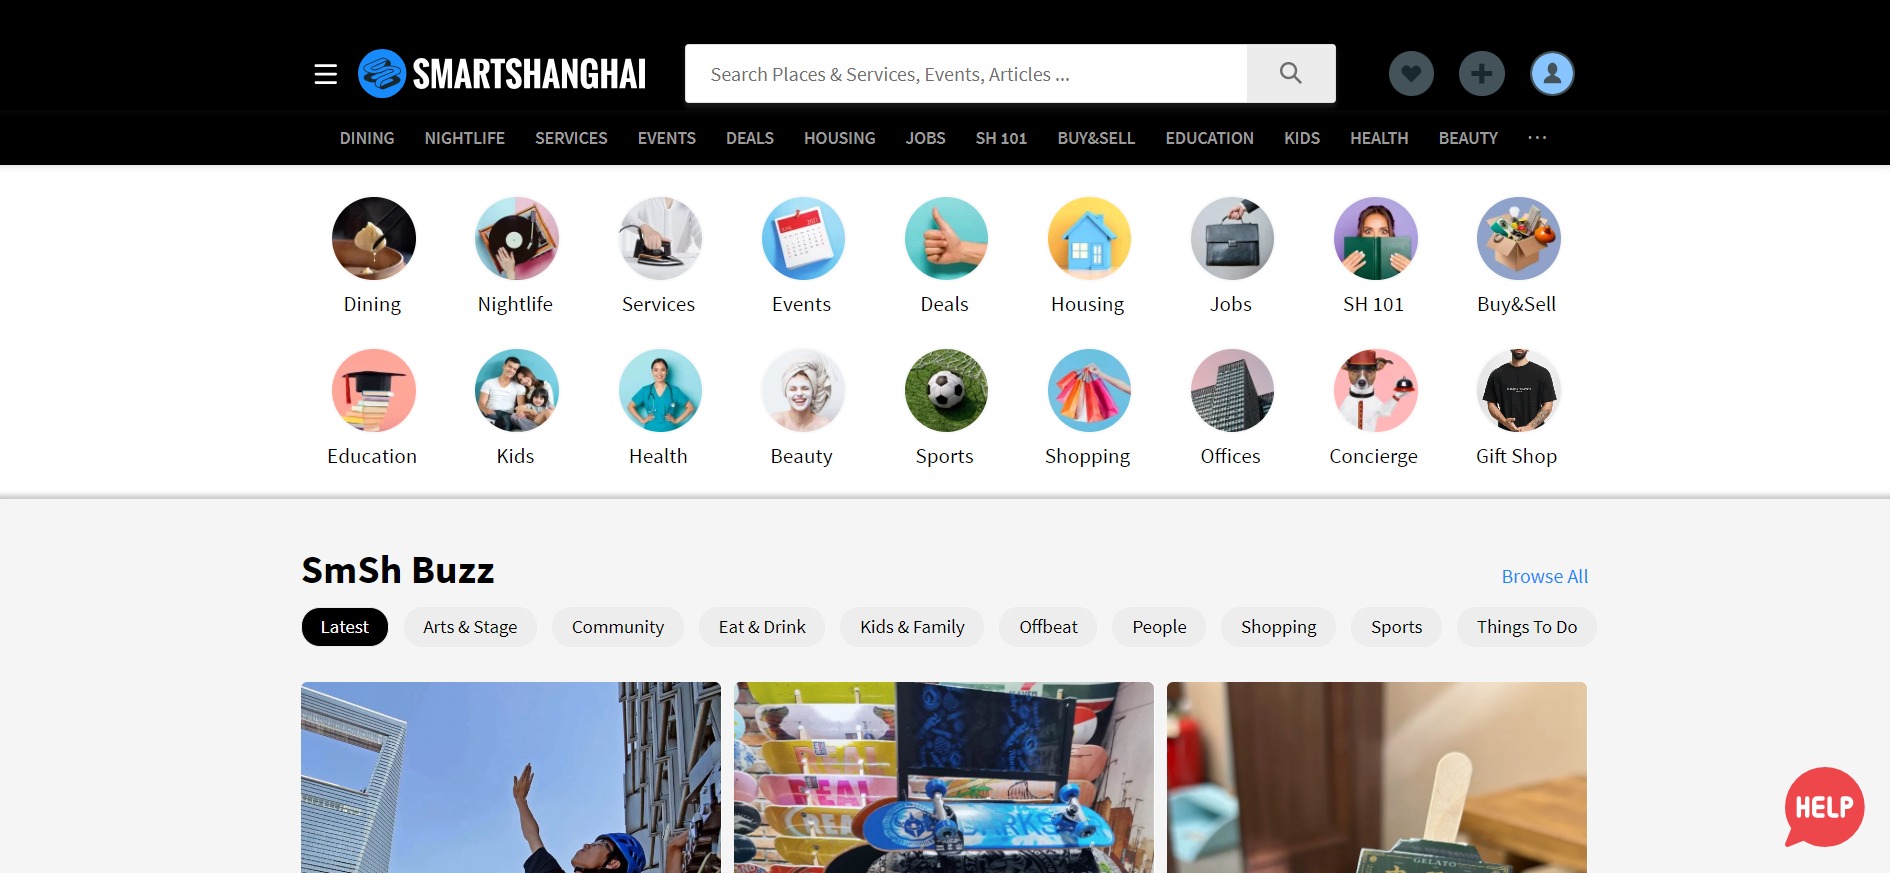 SMARTSHANGHAI
Search Places & Services, Events, Articles ...
DINING NIGHTLIFE SERVICES EVENTS DEALS HOUSING JOBS SH 101 BUY&SELL EDUCATION KIDS HEALTH BEAUTY ...
Dining Nightlife Services Events Deals Housing Jobs SH 101 Buy&Sell
Education Kids Health Beauty Sports Shopping Offices Concierge Gift Shop
SmSh Buzz
Browse All
Latest Arts & Stage Community Eat & Drink Kids & Family Offbeat People Shopping Sports Things To Do
REAL
REAL
HELP
GELATO